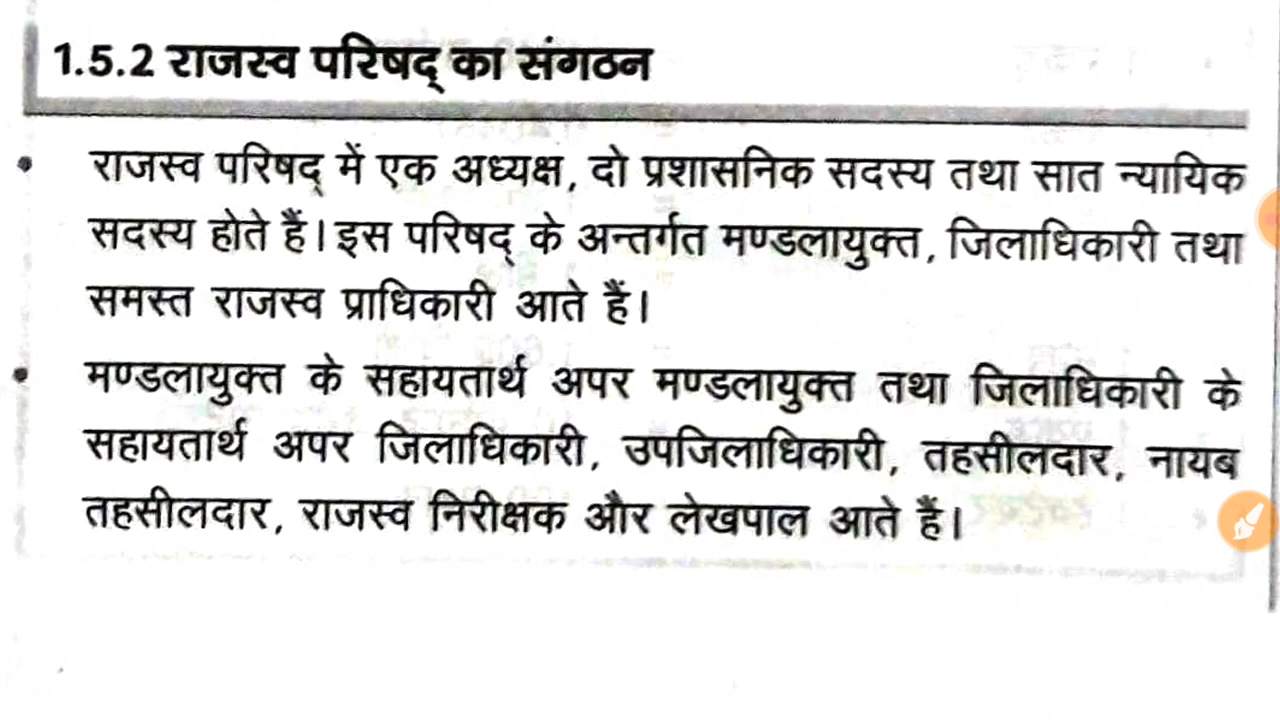 1.5.2 राजस्व परिषद् का संगठन
• राजस्व परिषद् में एक अध्यक्ष, दो प्रशासनिक सदस्य तथा सात न्यायिक
सदस्य होते हैं। इस परिषद् के अन्तर्गत मण्डलायुक्त, जिलाधिकारी तथा
समस्त राजस्व प्राधिकारी आते हैं।
• मण्डलायुक्त के सहायतार्थ अपर मण्डलायुक्त तथा जिलाधिकारी के
सहायतार्थ अपर जिलाधिकारी, उपजिलाधिकारी, तहसीलदार, नायब
तहसीलदार, राजस्व निरीक्षक और लेखपाल आते हैं।